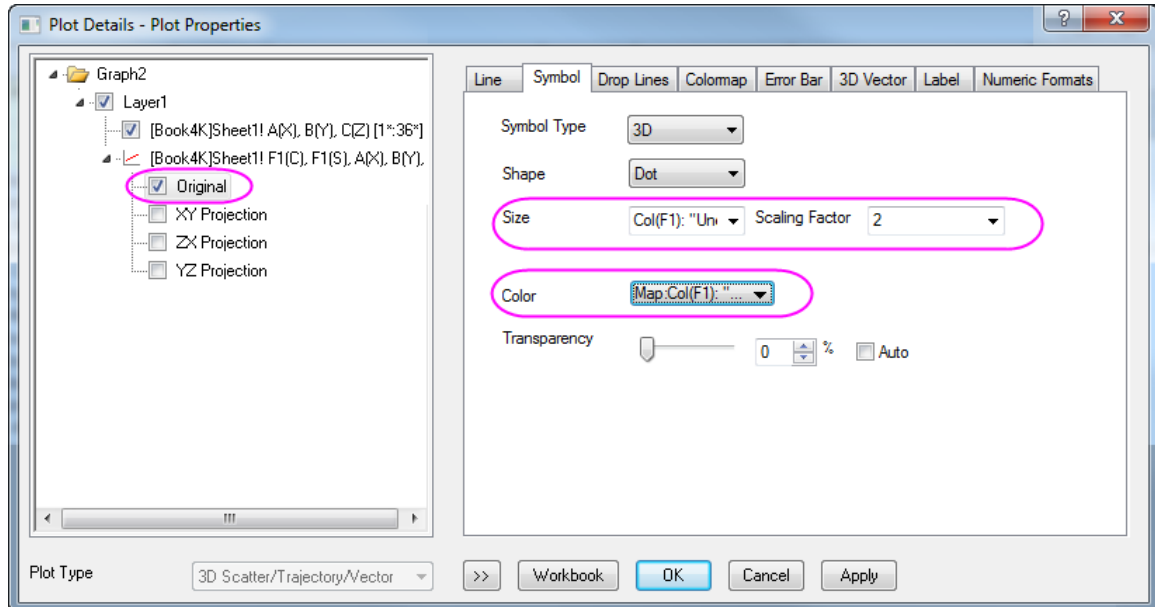 Plot Details - Plot Properties
Graph2
Layer1
[Book4K]Sheet1! A(X), B(Y), C(Z) [1*:36*]
[Book4K]Sheet1! F1(C), F1(S), A(X), B(Y),
Original
XY Projection
ZX Projection
YZ Projection
Line Symbol Drop Lines Colormap Error Bar 3D Vector Label Numeric Formats
Symbol Type 3D
Shape Dot
Size Col(F1): "Un Scaling Factor 2
Color Map:Col(F1): "...
Transparency 0 % Auto
Plot Type 3D Scatter/Trajectory/Vector >> Workbook OK Cancel Apply